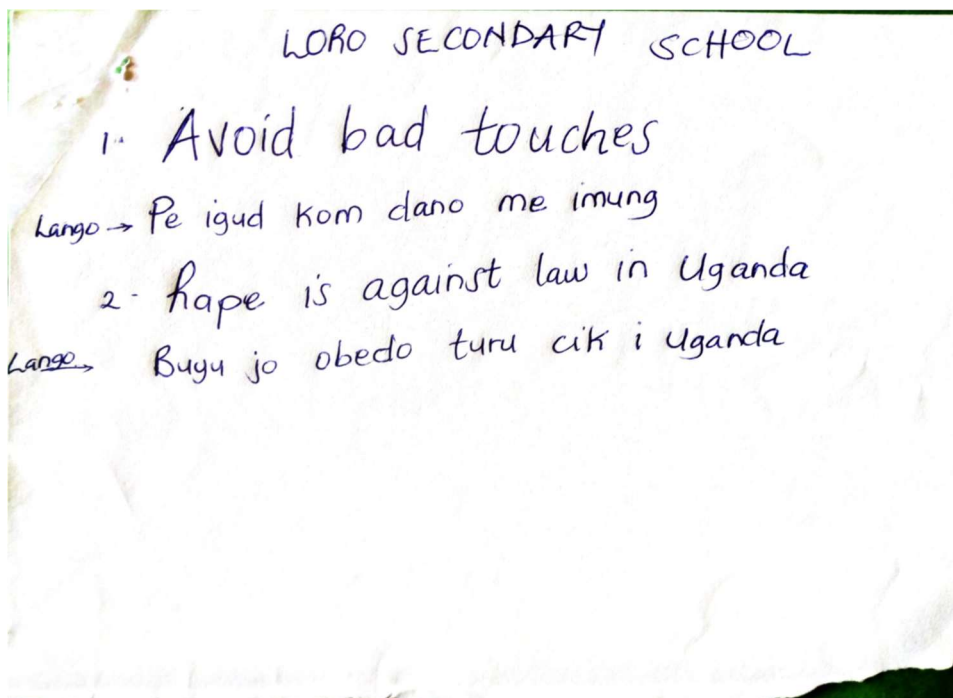 LORO SECONDARY SCHOOL
1. Avoid bad touches
Lango → Pe igud kom dano me imung
2. Rape is against law in Uganda
Lango → Buyu jo obedo turu cik i Uganda